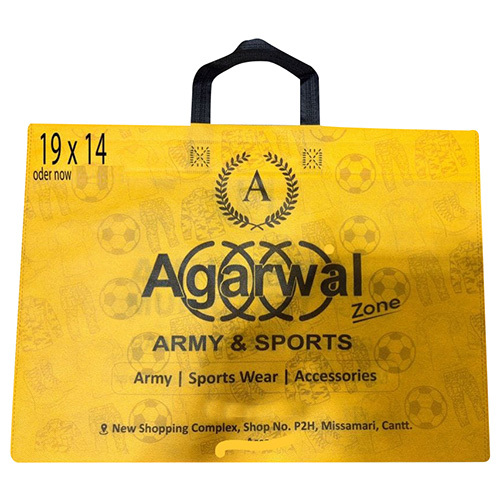 19 x 14
oder now
A
Agarwal
Zone
ARMY & SPORTS
Army | Sports Wear | Accessories
New Shopping Complex, Shop No. P2H, Missamari, Cantt.